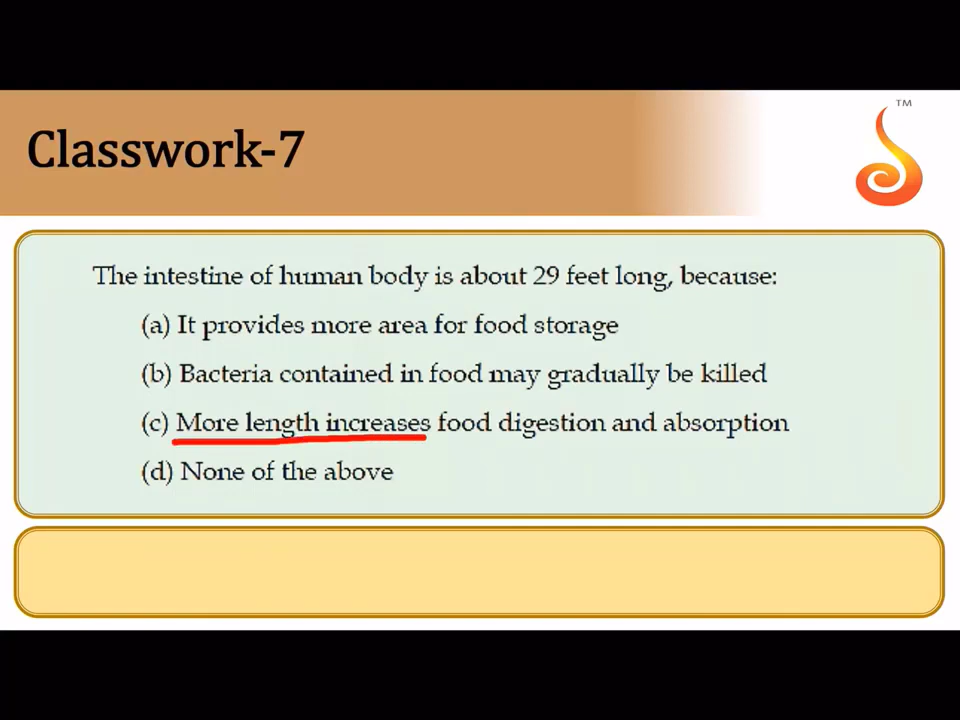 TM
Classwork-7
The intestine of human body is about 29 feet long, because:
(a) It provides more area for food storage
(b) Bacteria contained in food may gradually be killed
(c) More length increases food digestion and absorption
(d) None of the above